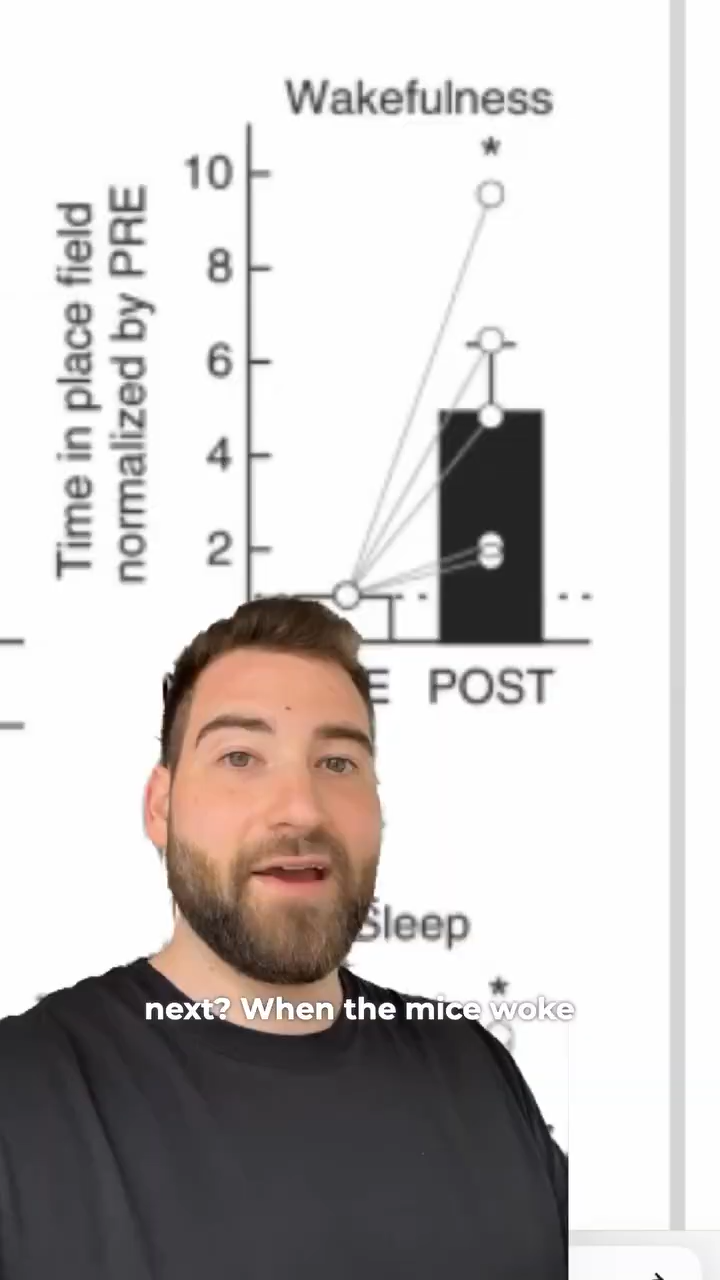 Wakefulness
*
10
8
6
4
2
Time in place field
normalized by PRE
E POST
Sleep
*
next? When the mice woke